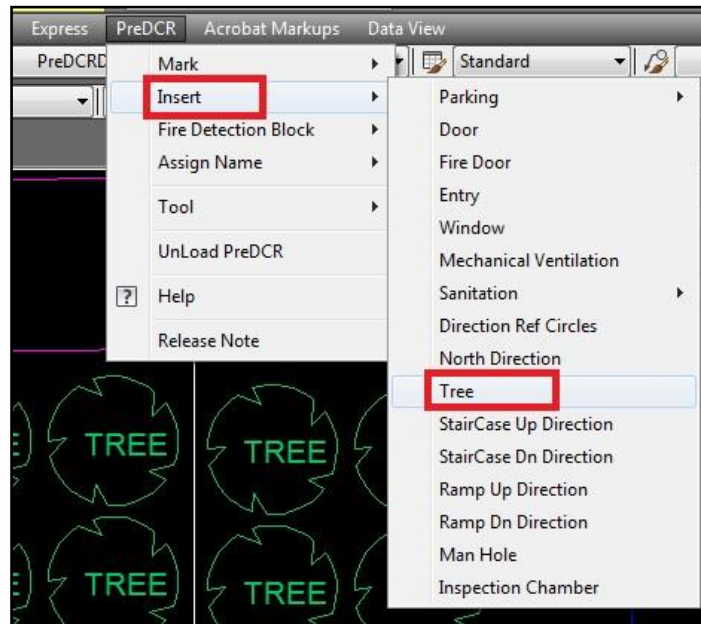 Express PreDCR Acrobat Markups Data View
PreDCRD
Standard
Mark
Insert
Fire Detection Block
Assign Name
Tool
UnLoad PreDCR
? Help
Release Note
Parking
Door
Fire Door
Entry
Window
Mechanical Ventilation
Sanitation
Direction Ref Circles
North Direction
Tree
StairCase Up Direction
StairCase Dn Direction
Ramp Up Direction
Ramp Dn Direction
Man Hole
Inspection Chamber
E TREE TREE
E TREE TREE